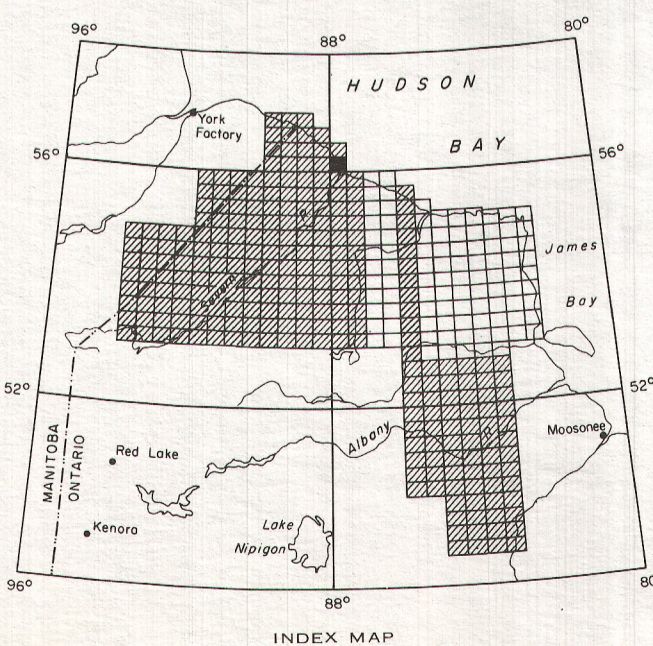 96°
88°
80°
HUDSON
BAY
York
Factory
56°
56°
James
Bay
Severn
R.
52°
52°
Albany
R.
Moosonee
MANITOBA
ONTARIO
Red Lake
Kenora
Lake
Nipigon
96°
88°
80
INDEX MAP